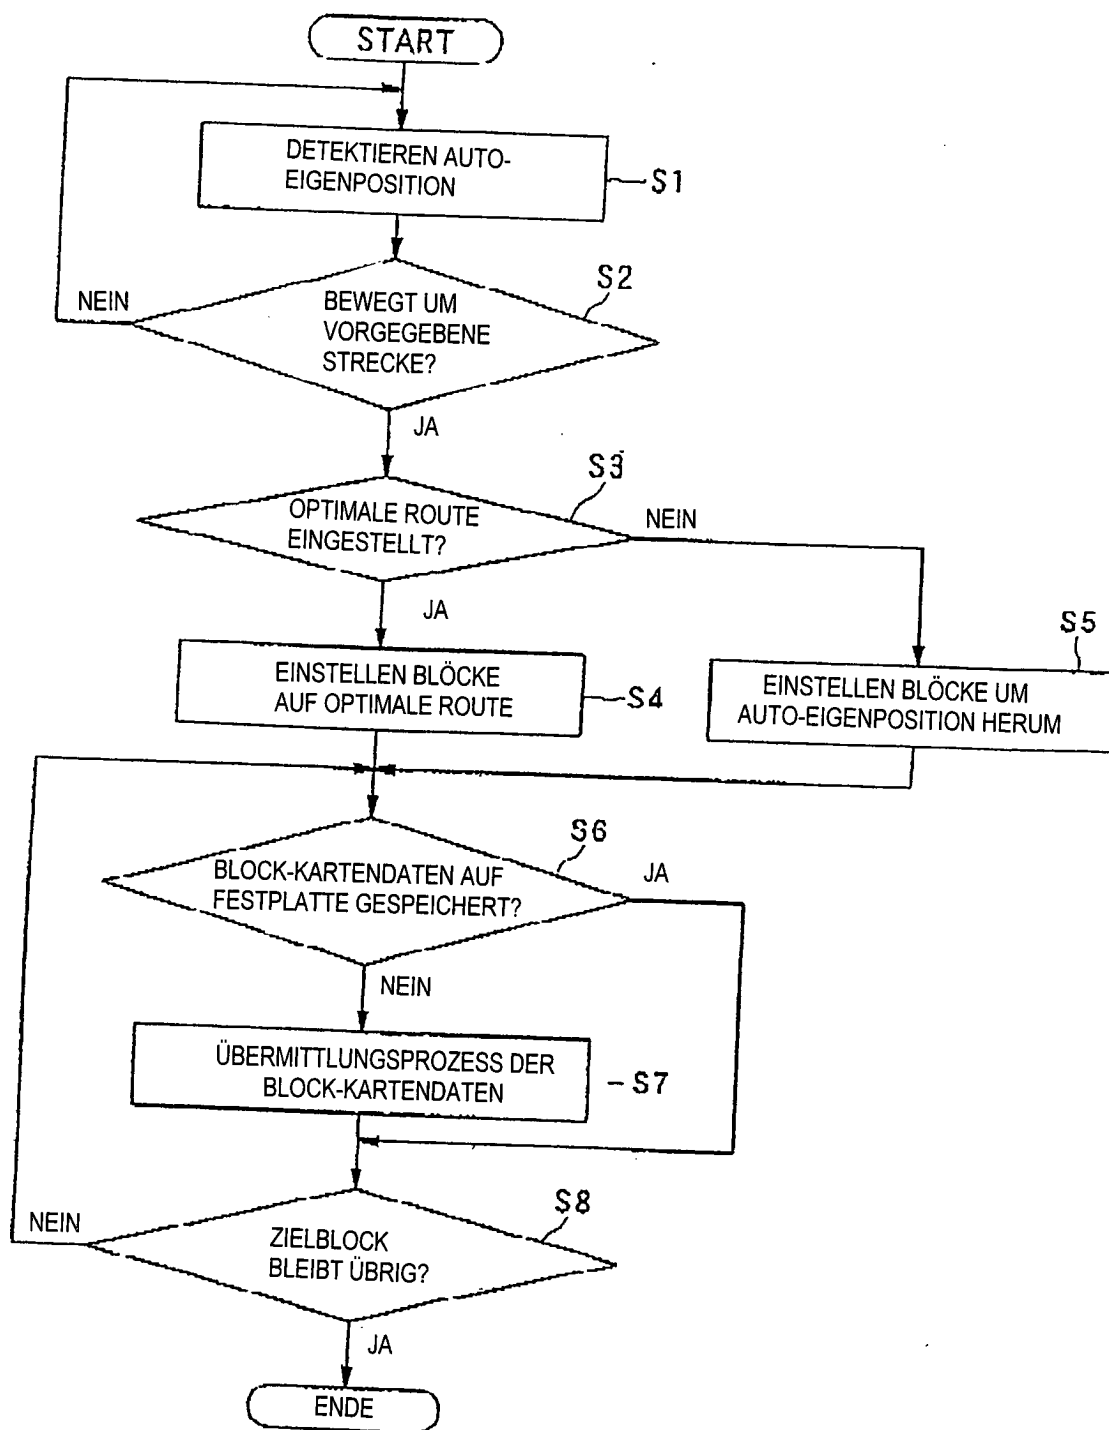 START
DETEKTIEREN AUTO-
EIGENPOSITION
S1
S2
NEIN
BEWEGT UM
VORGEGEBENE
STRECKE?
JA
S3
OPTIMALE ROUTE
EINGESTELLT?
NEIN
JA
S5
EINSTELLEN BLÖCKE
AUF OPTIMALE ROUTE
S4
EINSTELLEN BLÖCKE UM
AUTO-EIGENPOSITION HERUM
S6
BLOCK-KARTENDATEN AUF
FESTPLATTE GESPEICHERT?
JA
NEIN
ÜBERMITTLUNGSPROZESS DER
BLOCK-KARTENDATEN
S7
S8
NEIN
ZIELBLOCK
BLEIBT ÜBRIG?
JA
ENDE